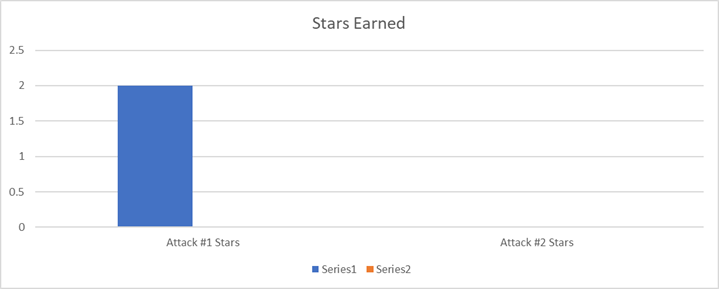 Stars Earned
2.5
2
1.5
1
0.5
0
Attack #1 Stars
Attack #2 Stars
Series1
Series2